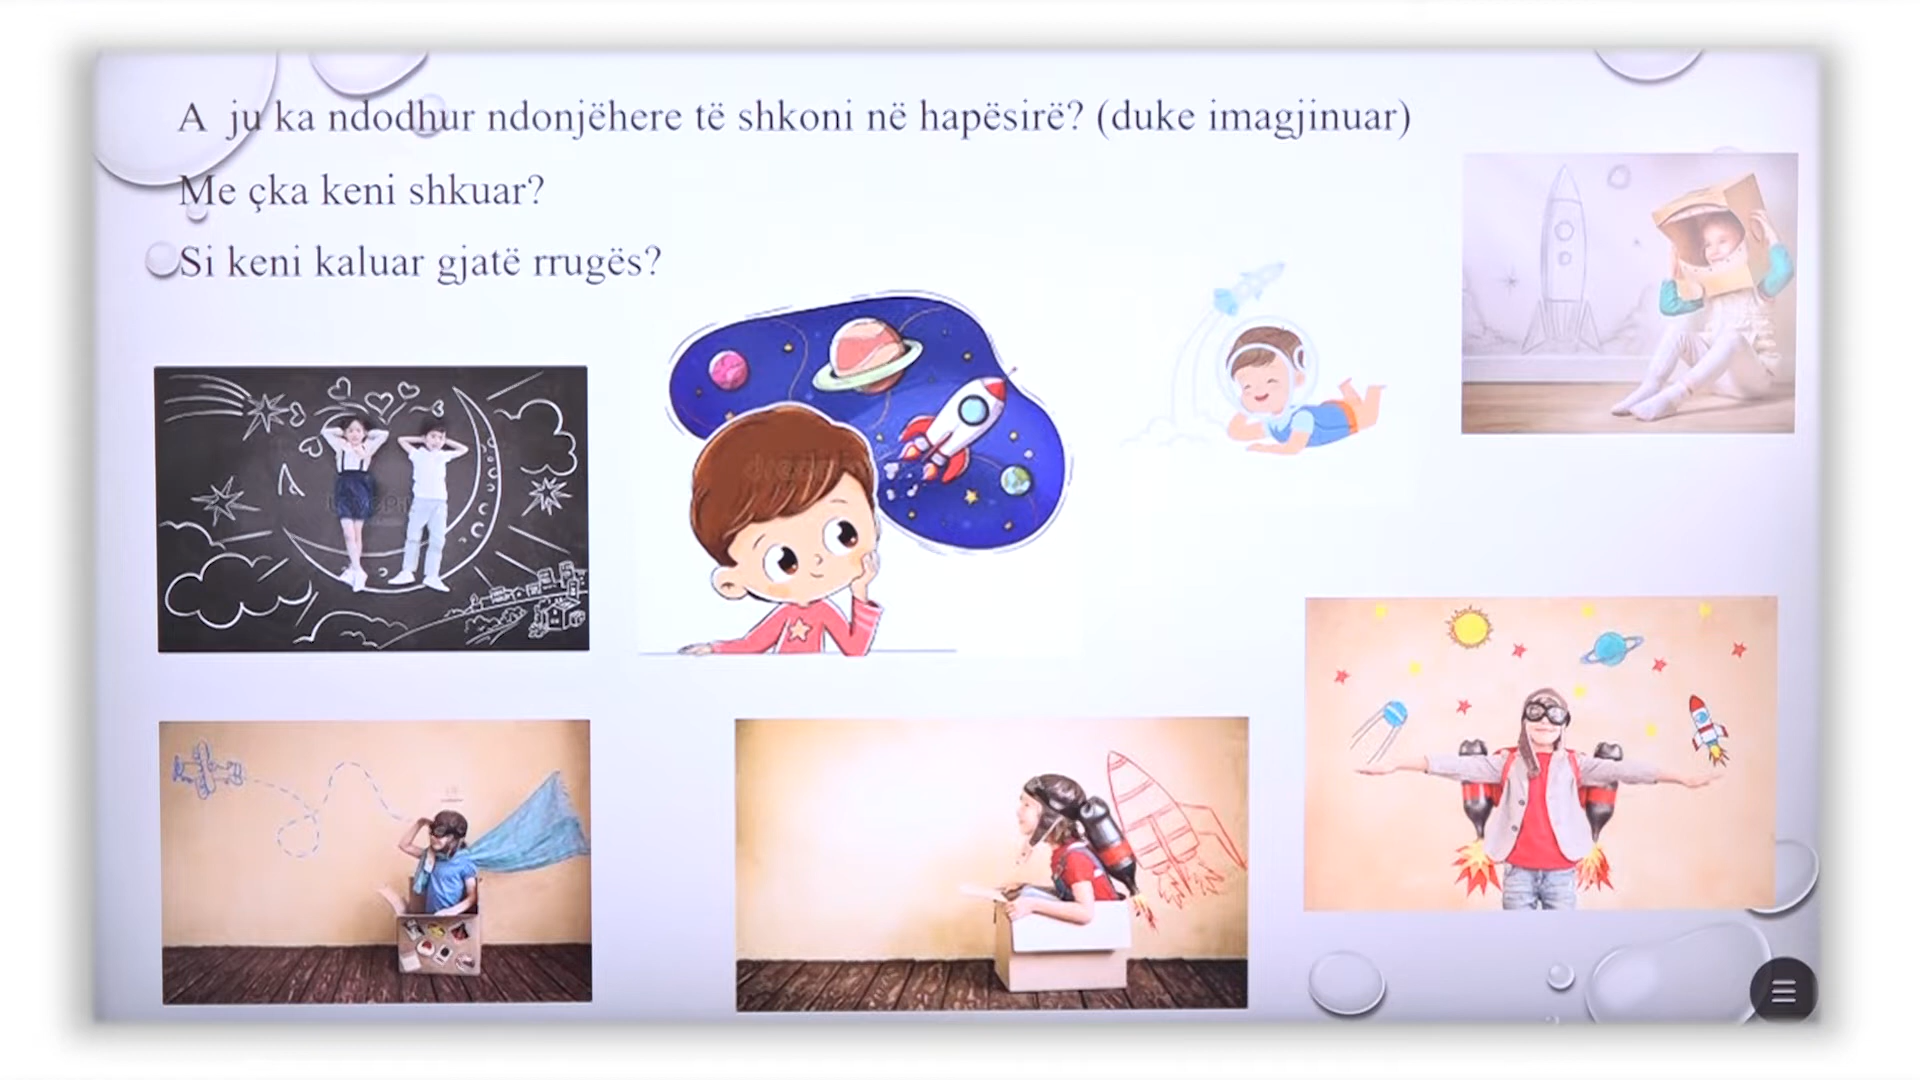 A ju ka ndodhur ndonjëhere të shkoni në hapësirë? (duke imagjinuar)
Me çka keni shkuar?
Si keni kaluar gjatë rrugës?